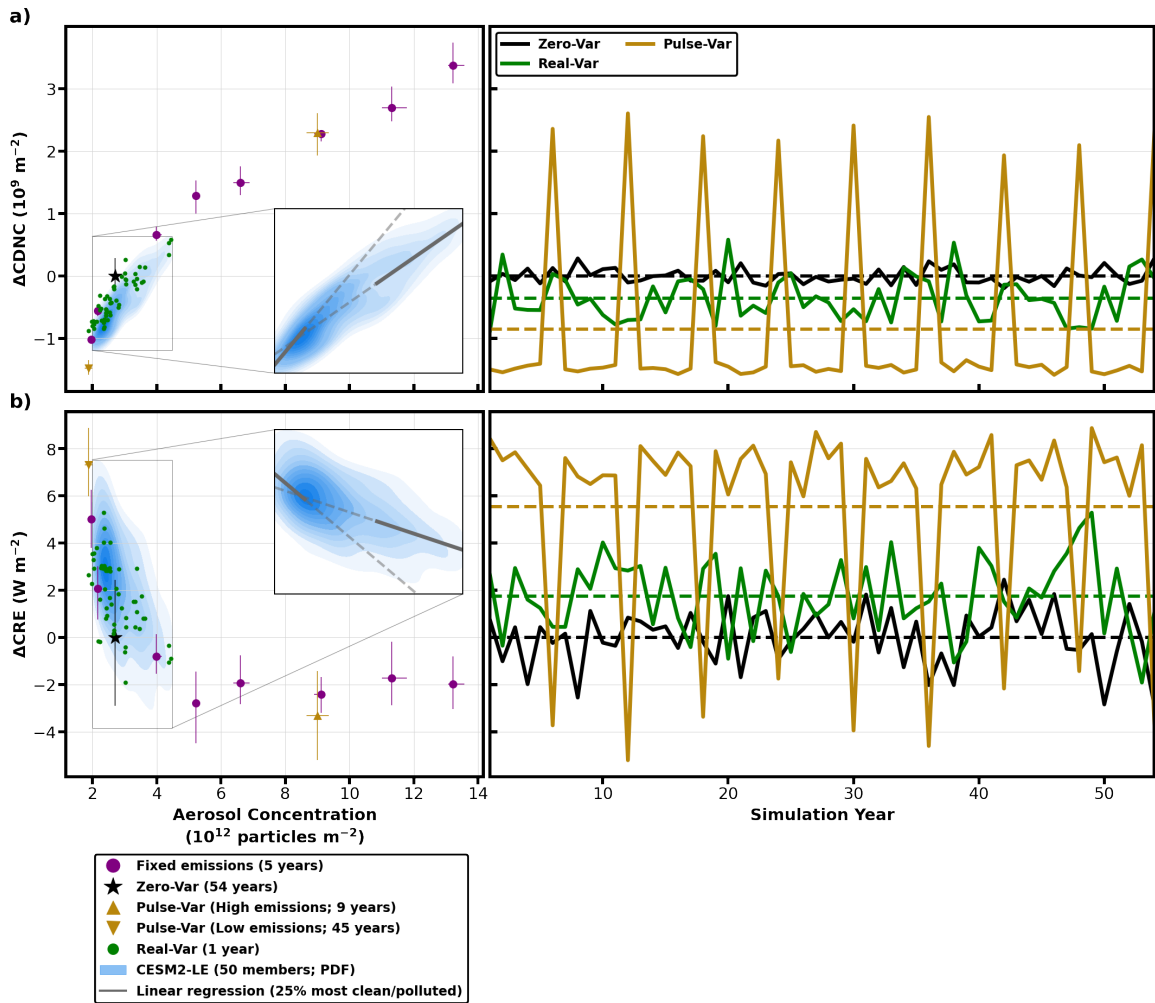 a)
ΔCDNC (10⁹ m⁻²)
3
2
1
0
−1
Zero-Var
Real-Var
Pulse-Var
b)
ΔCRE (W m⁻²)
8
6
4
2
0
−2
−4
2 4 6 8 10 12 14
Aerosol Concentration
(10¹² particles m⁻²)
10 20 30 40 50
Simulation Year
Fixed emissions (5 years)
Zero-Var (54 years)
Pulse-Var (High emissions; 9 years)
Pulse-Var (Low emissions; 45 years)
Real-Var (1 year)
CESM2-LE (50 members; PDF)
Linear regression (25% most clean/polluted)